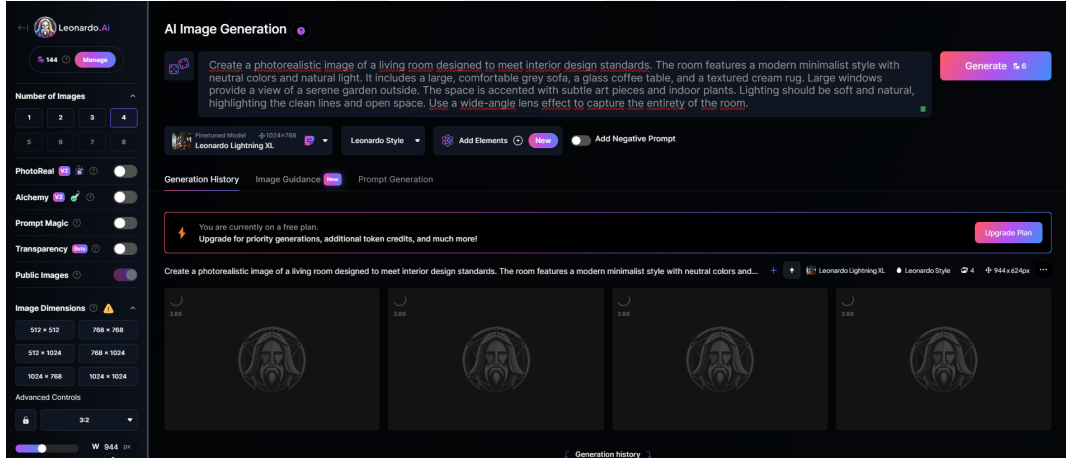 Leonardo.Ai
144
Manage
Number of Images
1 2 3 4
5 6 7 8
PhotoReal V2
Alchemy V2
Prompt Magic
Transparency Beta
Public Images
Image Dimensions
512 × 512 768 × 768
512 × 1024 768 × 1024
1024 × 768 1024 × 1024
Advanced Controls
3:2
W 944 px
AI Image Generation ?
Create a photorealistic image of a living room designed to meet interior design standards. The room features a modern minimalist style with
neutral colors and natural light. It includes a large, comfortable grey sofa, a glass coffee table, and a textured cream rug. Large windows
provide a view of a serene garden outside. The space is accented with subtle art pieces and indoor plants. Lighting should be soft and natural,
highlighting the clean lines and open space. Use a wide-angle lens effect to capture the entirety of the room.
Generate 6
Finetuned Model 1024×768
Leonardo Lightning XL
Leonardo Style
Add Elements New
Add Negative Prompt
Generation History Image Guidance New Prompt Generation
You are currently on a free plan.
Upgrade for priority generations, additional token credits, and much more!
Upgrade Plan
Create a photorealistic image of a living room designed to meet interior design standards. The room features a modern minimalist style with neutral colors and... Leonardo Lightning XL Leonardo Style 4 944 x 624px ...
3.69 3.69 3.69 3.69
Generation history